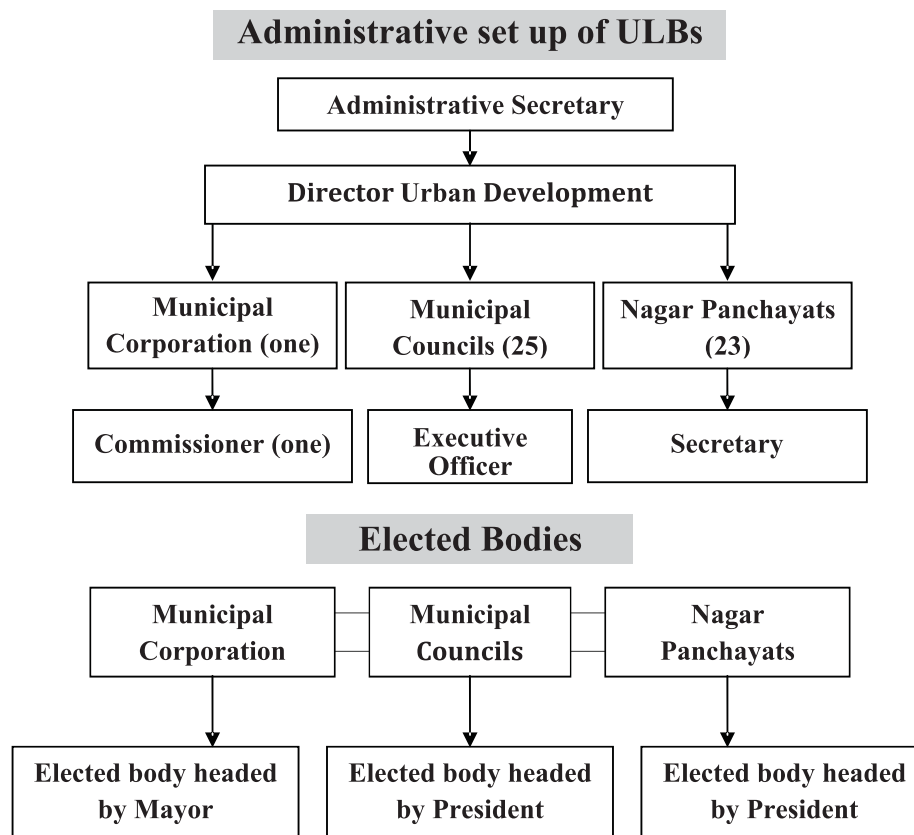 Administrative set up of ULBs
Administrative Secretary
Director Urban Development
Municipal
Corporation (one)
Municipal
Councils (25)
Nagar Panchayats
(23)
Commissioner (one)
Executive
Officer
Secretary
Elected Bodies
Municipal
Corporation
Municipal
Councils
Nagar
Panchayats
Elected body headed
by Mayor
Elected body headed
by President
Elected body headed
by President